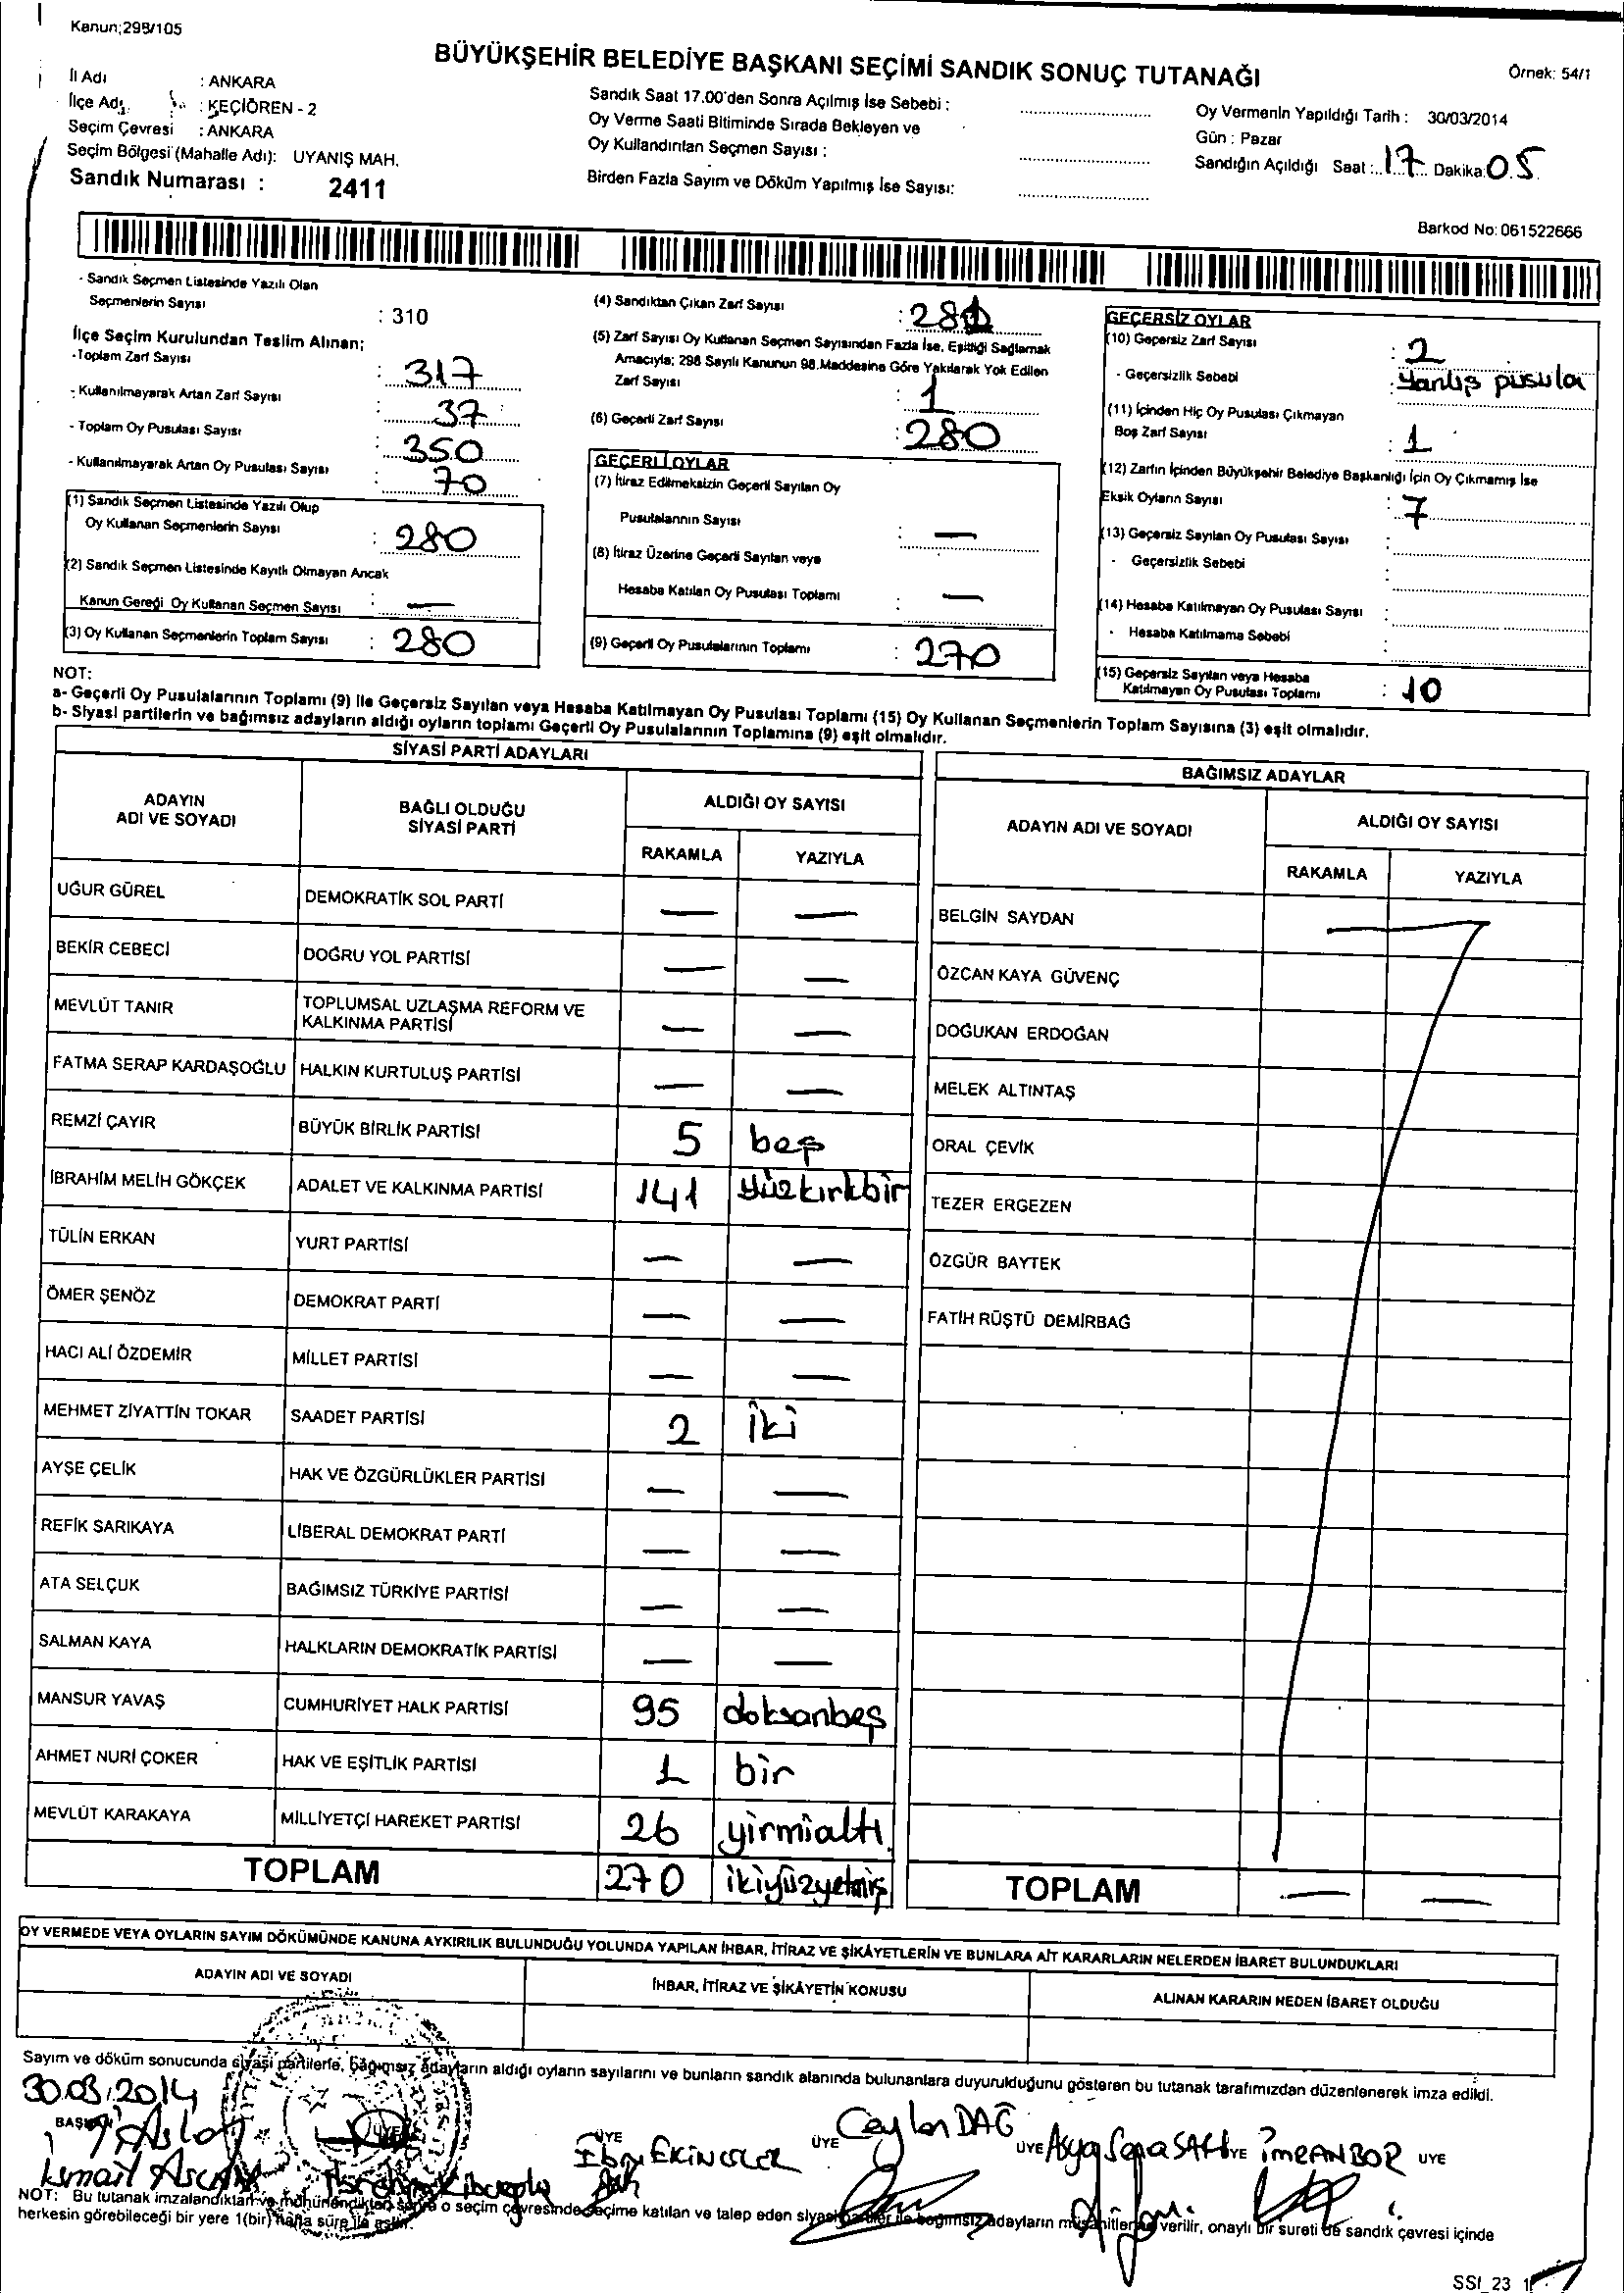 Kanun;298/105
BÜYÜKŞEHİR BELEDİYE BAŞKANI SEÇİMİ SANDIK SONUÇ TUTANAĞI
Örnek: 54/1
İl Adı : ANKARA
İlçe Adı : KEÇİÖREN - 2
Seçim Çevresi : ANKARA
Seçim Bölgesi (Mahalle Adı): UYANIŞ MAH.
Sandık Numarası : 2411
Sandık Saat 17.00'den Sonra Açılmış İse Sebebi :
Oy Verme Saati Bitiminde Sırada Bekleyen ve
Oy Kullandırılan Seçmen Sayısı :
Birden Fazla Sayım ve Döküm Yapılmış İse Sayısı:
Oy Vermenin Yapıldığı Tarih : 30/03/2014
Gün : Pazar
Sandığın Açıldığı Saat : 17 Dakika: 05
Barkod No: 061522666
- Sandık Seçmen Listesinde Yazılı Olan
Seçmenlerin Sayısı : 310
İlçe Seçim Kurulundan Teslim Alınan;
-Toplam Zarf Sayısı : 317
- Kullanılmayarak Artan Zarf Sayısı : 37
- Toplam Oy Pusulası Sayısı : 350
- Kullanılmayarak Artan Oy Pusulası Sayısı : 70
(1) Sandık Seçmen Listesinde Yazılı Olup
Oy Kullanan Seçmenlerin Sayısı : 280
(2) Sandık Seçmen Listesinde Kayıtlı Olmayan Ancak
Kanun Gereği Oy Kullanan Seçmen Sayısı : —
(3) Oy Kullanan Seçmenlerin Toplam Sayısı : 280
(4) Sandıktan Çıkan Zarf Sayısı : 281
(5) Zarf Sayısı Oy Kullanan Seçmen Sayısından Fazla İse, Eşitliği Sağlamak
Amacıyla; 298 Sayılı Kanunun 98.Maddesine Göre Yakılarak Yok Edilen
Zarf Sayısı : 1
(6) Geçerli Zarf Sayısı : 280
GEÇERLİ OYLAR
(7) İtiraz Edilmeksizin Geçerli Sayılan Oy
Pusulalarının Sayısı : —
(8) İtiraz Üzerine Geçerli Sayılan veya
Hesaba Katılan Oy Pusulası Toplamı : —
(9) Geçerli Oy Pusulalarının Toplamı : 270
GEÇERSİZ OYLAR
(10) Geçersiz Zarf Sayısı : 2
- Geçersizlik Sebebi : Yanlış pusula
(11) İçinden Hiç Oy Pusulası Çıkmayan
Boş Zarf Sayısı : 1
(12) Zarfın İçinden Büyükşehir Belediye Başkanlığı İçin Oy Çıkmamış İse
Eksik Oyların Sayısı : 7
(13) Geçersiz Sayılan Oy Pusulası Sayısı :
- Geçersizlik Sebebi :
(14) Hesaba Katılmayan Oy Pusulası Sayısı :
- Hesaba Katılmama Sebebi :
(15) Geçersiz Sayılan veya Hesaba
Katılmayan Oy Pusulası Toplamı : 10
NOT:
a- Geçerli Oy Pusulalarının Toplamı (9) ile Geçersiz Sayılan veya Hesaba Katılmayan Oy Pusulası Toplamı (15) Oy Kullanan Seçmenlerin Toplam Sayısına (3) eşit olmalıdır.
b- Siyasi partilerin ve bağımsız adayların aldığı oyların toplamı Geçerli Oy Pusulalarının Toplamına (9) eşit olmalıdır.
SİYASİ PARTİ ADAYLARI
ADAYIN ADI VE SOYADI | BAĞLI OLDUĞU SİYASİ PARTİ | ALDIĞI OY SAYISI
RAKAMLA | YAZIYLA
UĞUR GÜREL | DEMOKRATİK SOL PARTİ | — | —
BEKİR CEBECİ | DOĞRU YOL PARTİSİ | — | —
MEVLÜT TANIR | TOPLUMSAL UZLAŞMA REFORM VE KALKINMA PARTİSİ | — | —
FATMA SERAP KARDAŞOĞLU | HALKIN KURTULUŞ PARTİSİ | — | —
REMZİ ÇAYIR | BÜYÜK BİRLİK PARTİSİ | 5 | beş
İBRAHİM MELİH GÖKÇEK | ADALET VE KALKINMA PARTİSİ | 141 | yüzkırkbir
TÜLİN ERKAN | YURT PARTİSİ | — | —
ÖMER ŞENÖZ | DEMOKRAT PARTİ | — | —
HACI ALİ ÖZDEMİR | MİLLET PARTİSİ | — | —
MEHMET ZİYATTİN TOKAR | SAADET PARTİSİ | 2 | iki
AYŞE ÇELİK | HAK VE ÖZGÜRLÜKLER PARTİSİ | — | —
REFİK SARIKAYA | LİBERAL DEMOKRAT PARTİ | — | —
ATA SELÇUK | BAĞIMSIZ TÜRKİYE PARTİSİ | — | —
SALMAN KAYA | HALKLARIN DEMOKRATİK PARTİSİ | — | —
MANSUR YAVAŞ | CUMHURİYET HALK PARTİSİ | 95 | doksanbeş
AHMET NURİ ÇOKER | HAK VE EŞİTLİK PARTİSİ | 1 | bir
MEVLÜT KARAKAYA | MİLLİYETÇİ HAREKET PARTİSİ | 26 | yirmialtı
TOPLAM | 270 | ikiyüzyetmiş
BAĞIMSIZ ADAYLAR
ADAYIN ADI VE SOYADI | ALDIĞI OY SAYISI
RAKAMLA | YAZIYLA
BELGİN SAYDAN
ÖZCAN KAYA GÜVENÇ
DOĞUKAN ERDOĞAN
MELEK ALTINTAŞ
ORAL ÇEVİK
TEZER ERGEZEN
ÖZGÜR BAYTEK
FATİH RÜŞTÜ DEMİRBAĞ
TOPLAM | — | —
OY VERMEDE VEYA OYLARIN SAYIM DÖKÜMÜNDE KANUNA AYKIRILIK BULUNDUĞU YOLUNDA YAPILAN İHBAR, İTİRAZ VE ŞİKÂYETLERİN VE BUNLARA AİT KARARLARIN NELERDEN İBARET BULUNDUKLARI
ADAYIN ADI VE SOYADI | İHBAR, İTİRAZ VE ŞİKÂYETİN KONUSU | ALINAN KARARIN NEDEN İBARET OLDUĞU
Sayım ve döküm sonucunda siyasi partilerle, bağımsız adayların aldığı oyların sayılarını ve bunların sandık alanında bulunanlara duyurulduğunu gösteren bu tutanak tarafımızdan düzenlenerek imza edildi.
30.03.2014
BAŞKAN ÜYE ÜYE ÜYE ÜYE ÜYE ÜYE
Ceylan DAĞ
İsmail
NOT: Bu tutanak imzalandıktan ve mühürlendikten sonra o seçim çevresinde seçime katılan ve talep eden siyasi partiler ile bağımsız adayların müşahitlerine verilir, onaylı bir sureti de sandık çevresi içinde
herkesin görebileceği bir yere 1(bir) hafta süre ile asılır.
SSI_23 1